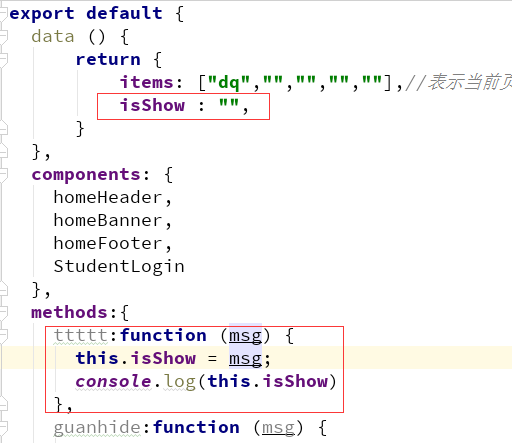 export default {
data () {
return {
items: ["dq","","","",""],//表示当前
isShow : "",
}
},
components: {
homeHeader,
homeBanner,
homeFooter,
StudentLogin
},
methods:{
ttttt:function (msg) {
this.isShow = msg;
console.log(this.isShow)
},
guanhide:function (msg) {